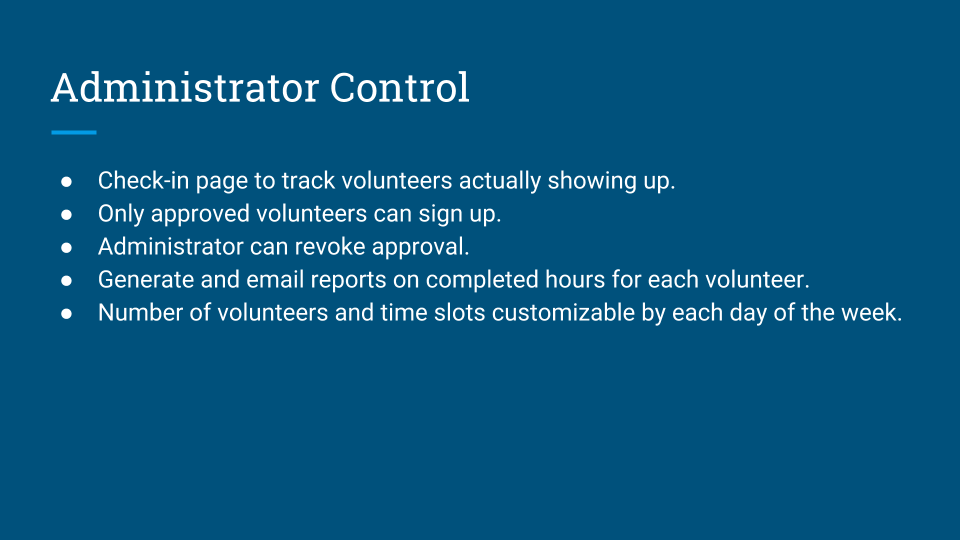 Administrator Control
● Check-in page to track volunteers actually showing up.
● Only approved volunteers can sign up.
● Administrator can revoke approval.
● Generate and email reports on completed hours for each volunteer.
● Number of volunteers and time slots customizable by each day of the week.